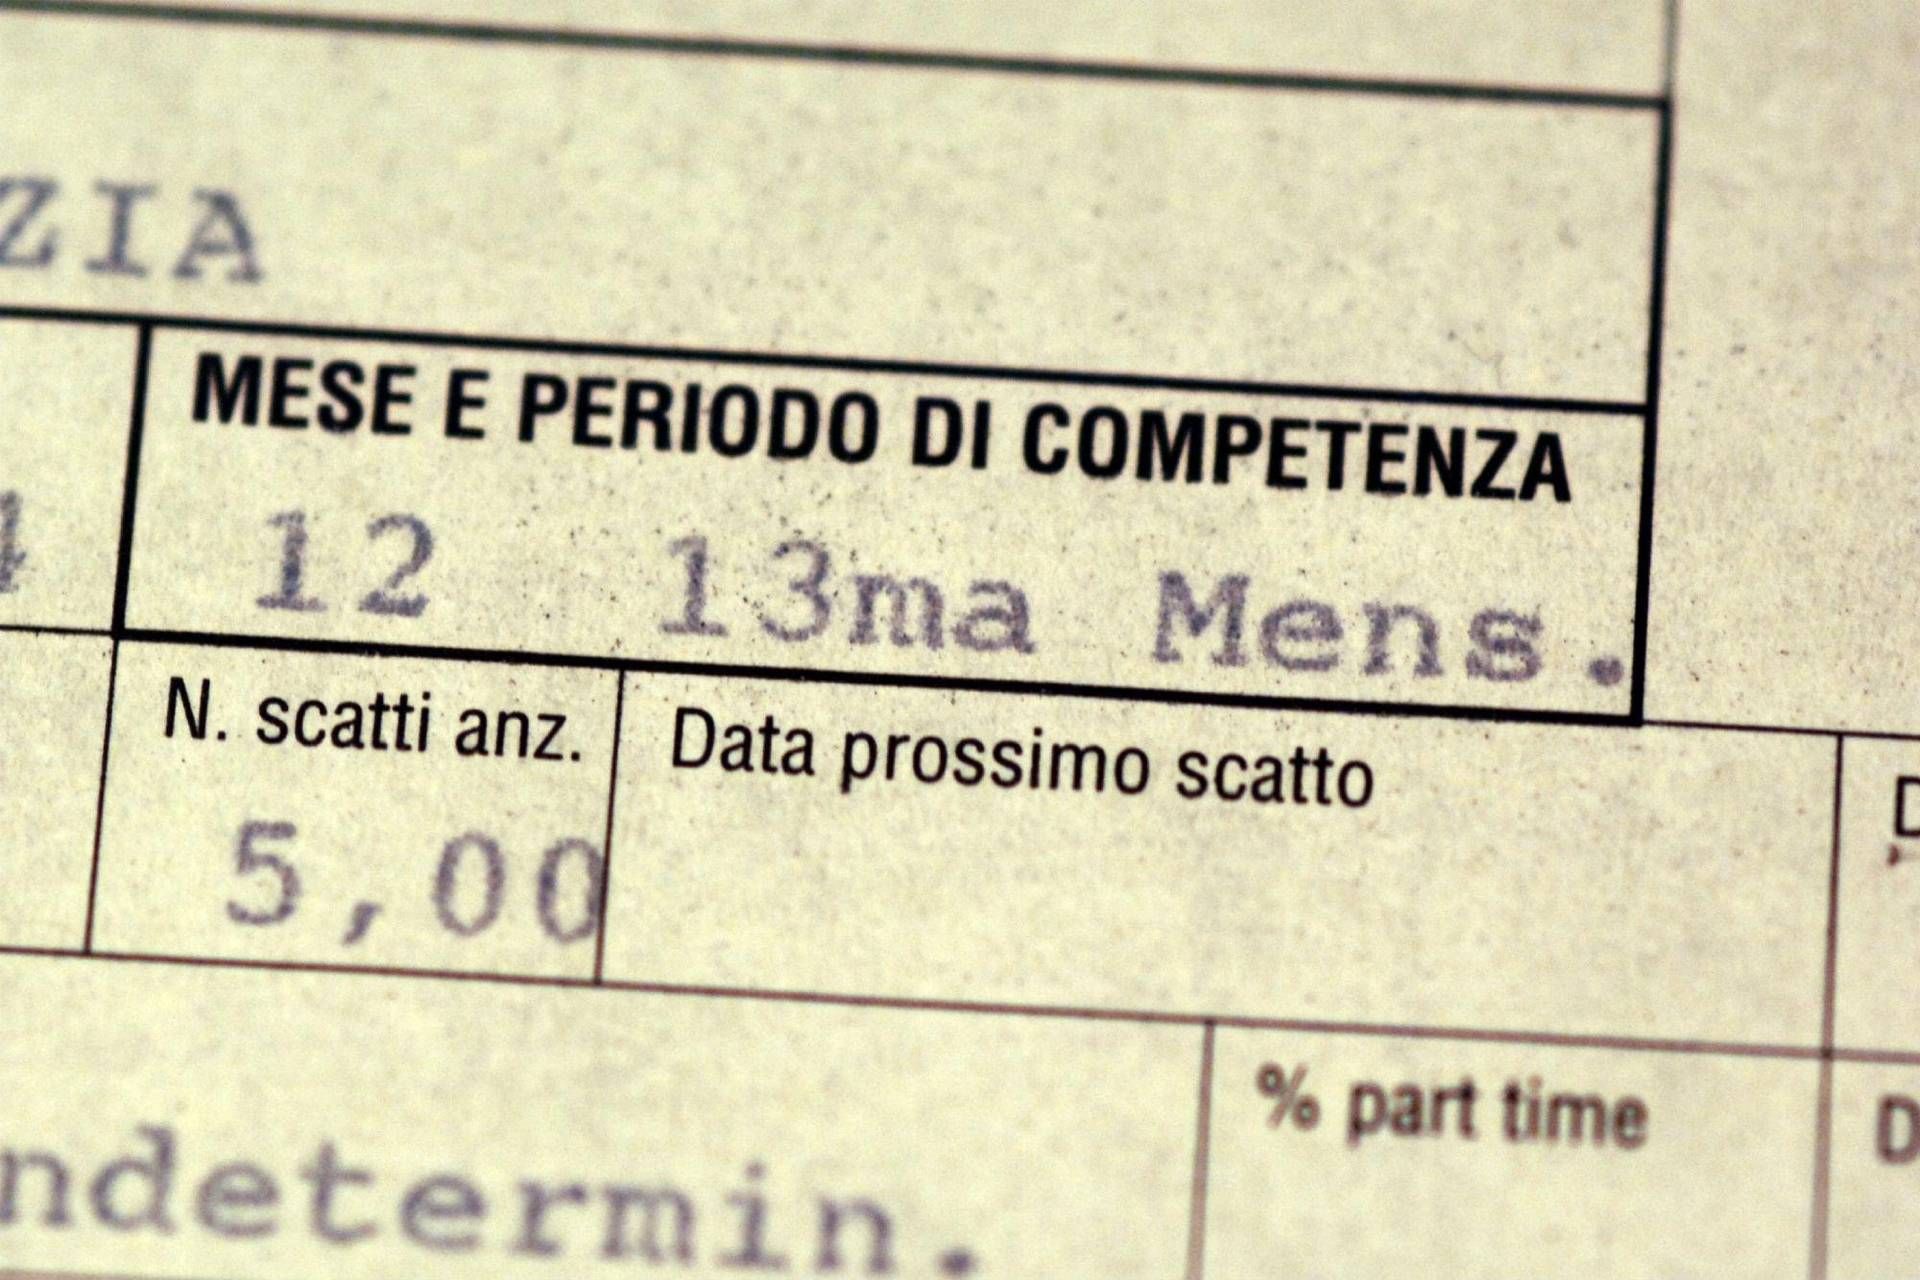 ZIA
MESE E PERIODO DI COMPETENZA
12 13ma Mens.
N. scatti anz. Data prossimo scatto
5,00
% part time
ndetermin.